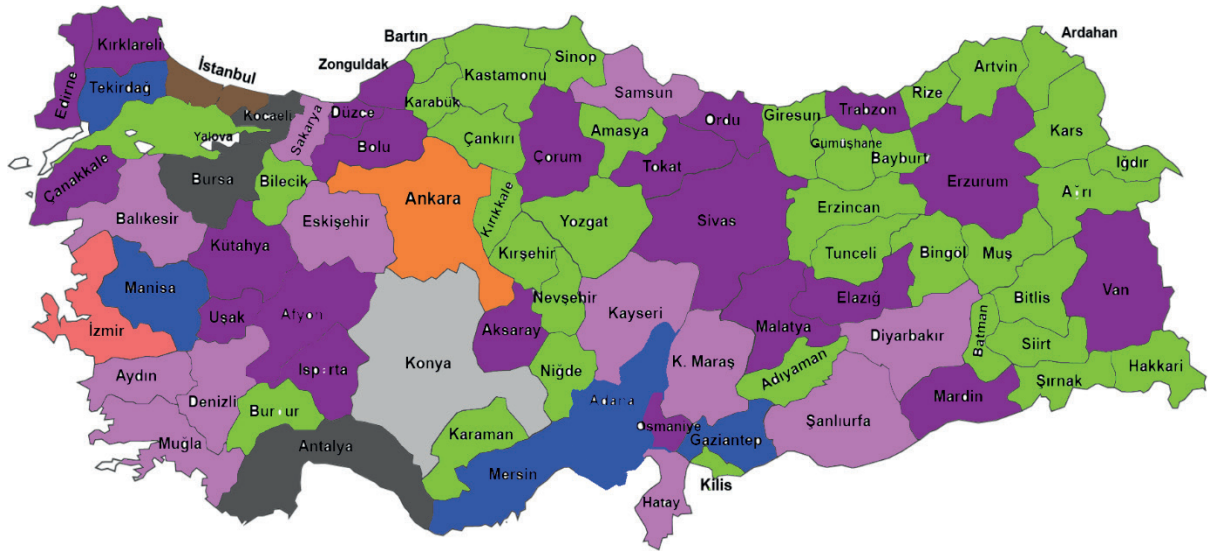 Ardahan
Bartın
Sinop
Kırklareli
İstanbul
Zonguldak
Kastamonu
Artvin
Tekirdağ
Samsun
Rize
Edirne
Kocaeli
Düzce
Karabük
Ordu
Giresun
Trabzon
Kars
Yalova
Sakarya
Bolu
Çankırı
Çorum
Amasya
Tokat
Gümüşhane
Bayburt
Iğdır
Çanakkale
Bursa
Bilecik
Ankara
Kırıkkale
Erzurum
Ağrı
Balıkesir
Eskişehir
Yozgat
Sivas
Erzincan
Kütahya
Kırşehir
Tunceli
Bingöl
Muş
Manisa
Uşak
Afyon
Nevşehir
Kayseri
Elazığ
Bitlis
Van
İzmir
Aksaray
Malatya
Diyarbakır
Batman
Siirt
Aydın
Isparta
Konya
Niğde
K. Maraş
Adıyaman
Hakkari
Denizli
Burdur
Adana
Şırnak
Mardin
Muğla
Antalya
Karaman
Osmaniye
Gaziantep
Şanlıurfa
Mersin
Kilis
Hatay